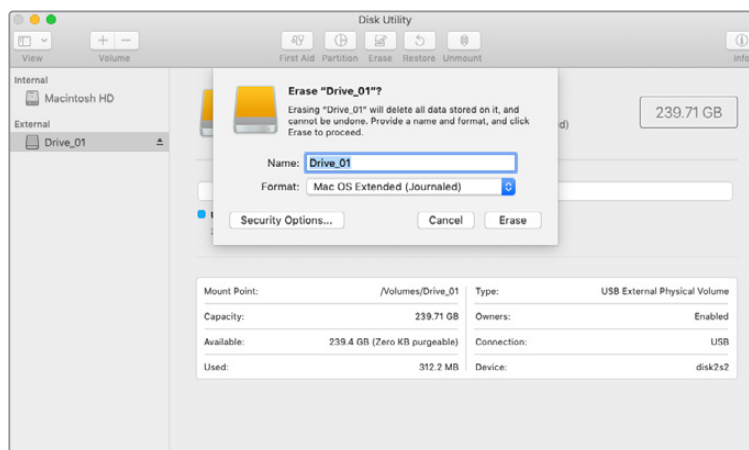 Disk Utility
View
Volume
First Aid
Partition
Erase
Restore
Unmount
Info
Internal
Macintosh HD
External
Drive_01
Erase “Drive_01”?
Erasing “Drive_01” will delete all data stored on it, and
cannot be undone. Provide a name and format, and click
Erase to proceed.
Name: Drive_01
Format: Mac OS Extended (Journaled)
Security Options...
Cancel
Erase
239.71 GB
Mount Point: /Volumes/Drive_01
Type: USB External Physical Volume
Capacity: 239.71 GB
Owners: Enabled
Available: 239.4 GB (Zero KB purgeable)
Connection: USB
Used: 312.2 MB
Device: disk2s2